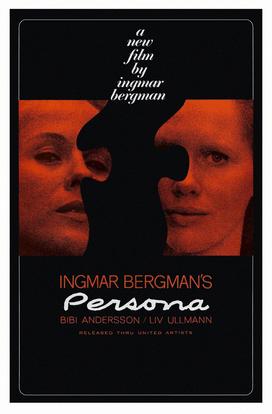 a
new
film
by
ingmar
bergman
INGMAR BERGMAN'S
Persona
BIBI ANDERSSON / LIV ULLMANN
RELEASED THRU UNITED ARTISTS